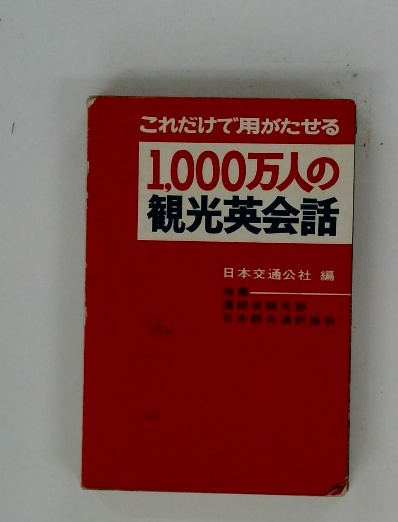 これだけで用がたせる
1,000万人の
観光英会話
日本交通公社 編
推薦
運輸省観光部
日本観光通訳協会